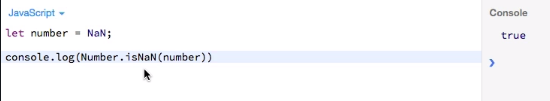 JavaScript
let number = NaN;
console.log(Number.isNaN(number))
Console
true